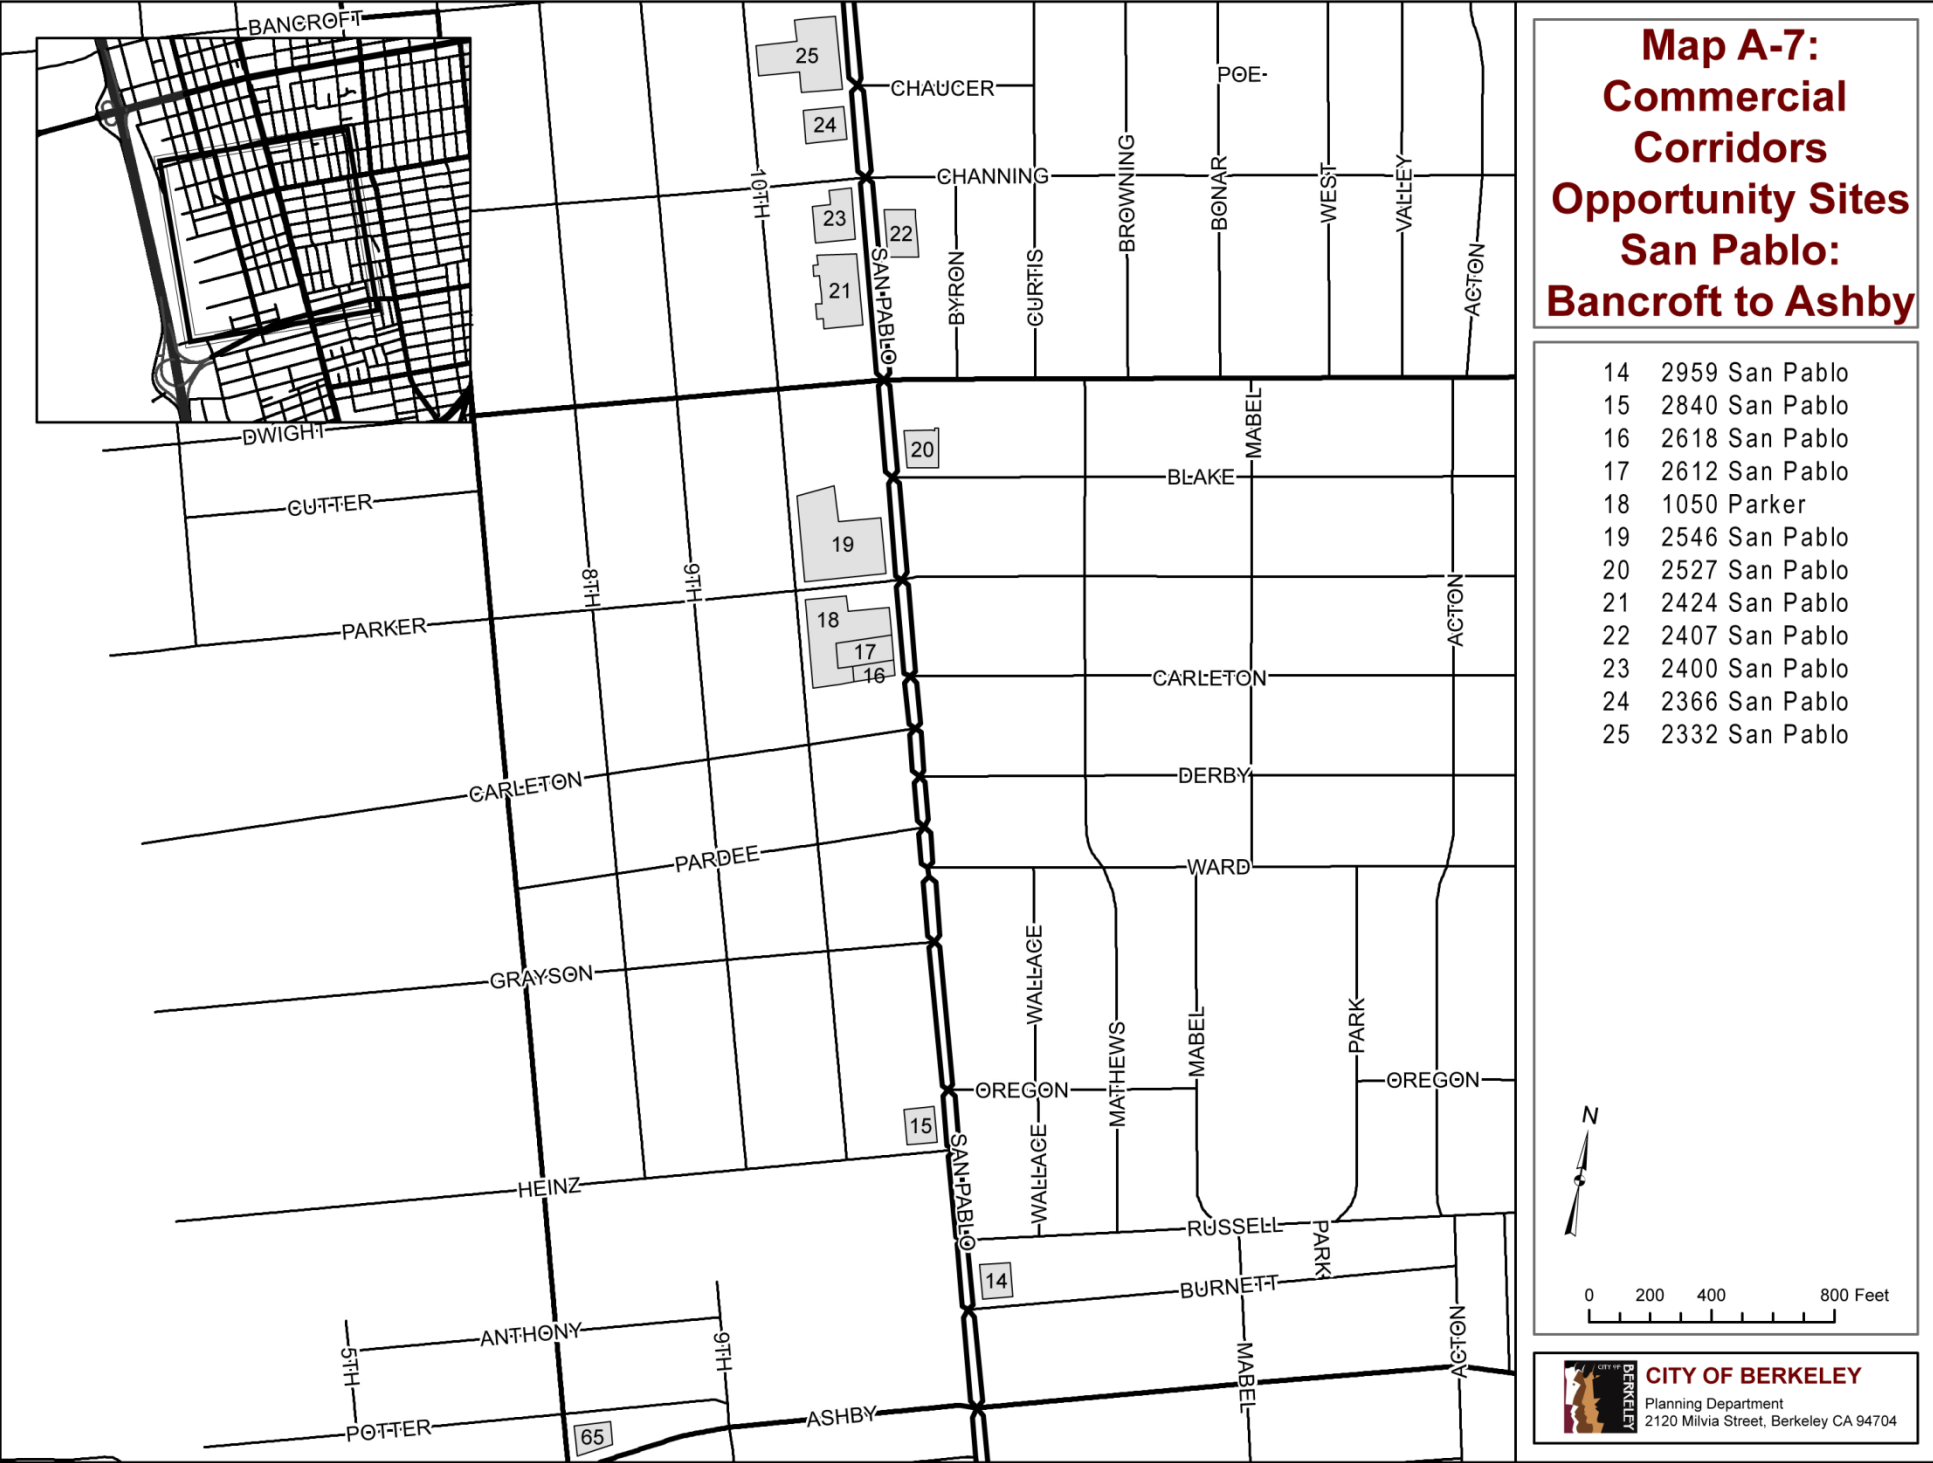 Map A-7:
Commercial
Corridors
Opportunity Sites
San Pablo:
Bancroft to Ashby
14 2959 San Pablo
15 2840 San Pablo
16 2618 San Pablo
17 2612 San Pablo
18 1050 Parker
19 2546 San Pablo
20 2527 San Pablo
21 2424 San Pablo
22 2407 San Pablo
23 2400 San Pablo
24 2366 San Pablo
25 2332 San Pablo
N
0 200 400 800 Feet
CITY OF BERKELEY
Planning Department
2120 Milvia Street, Berkeley CA 94704
CITY OF
BERKELEY
BANCROFT
25
CHAUCER
POE
24
CHANNING
10TH
BROWNING
BONAR
WEST
VALLEY
23
22
SAN PABLO
BYRON
CURTIS
ACTON
21
DWIGHT
MABEL
20
BLAKE
CUTTER
19
8TH
9TH
ACTON
PARKER
18
17
16
CARLETON
CARLETON
DERBY
PARDEE
WARD
GRAYSON
WALLACE
MATHEWS
MABEL
PARK
OREGON
OREGON
15
SAN PABLO
WALLACE
HEINZ
RUSSELL
PARK
14
BURNETT
ANTHONY
5TH
9TH
MABEL
ACTON
POTTER
ASHBY
65